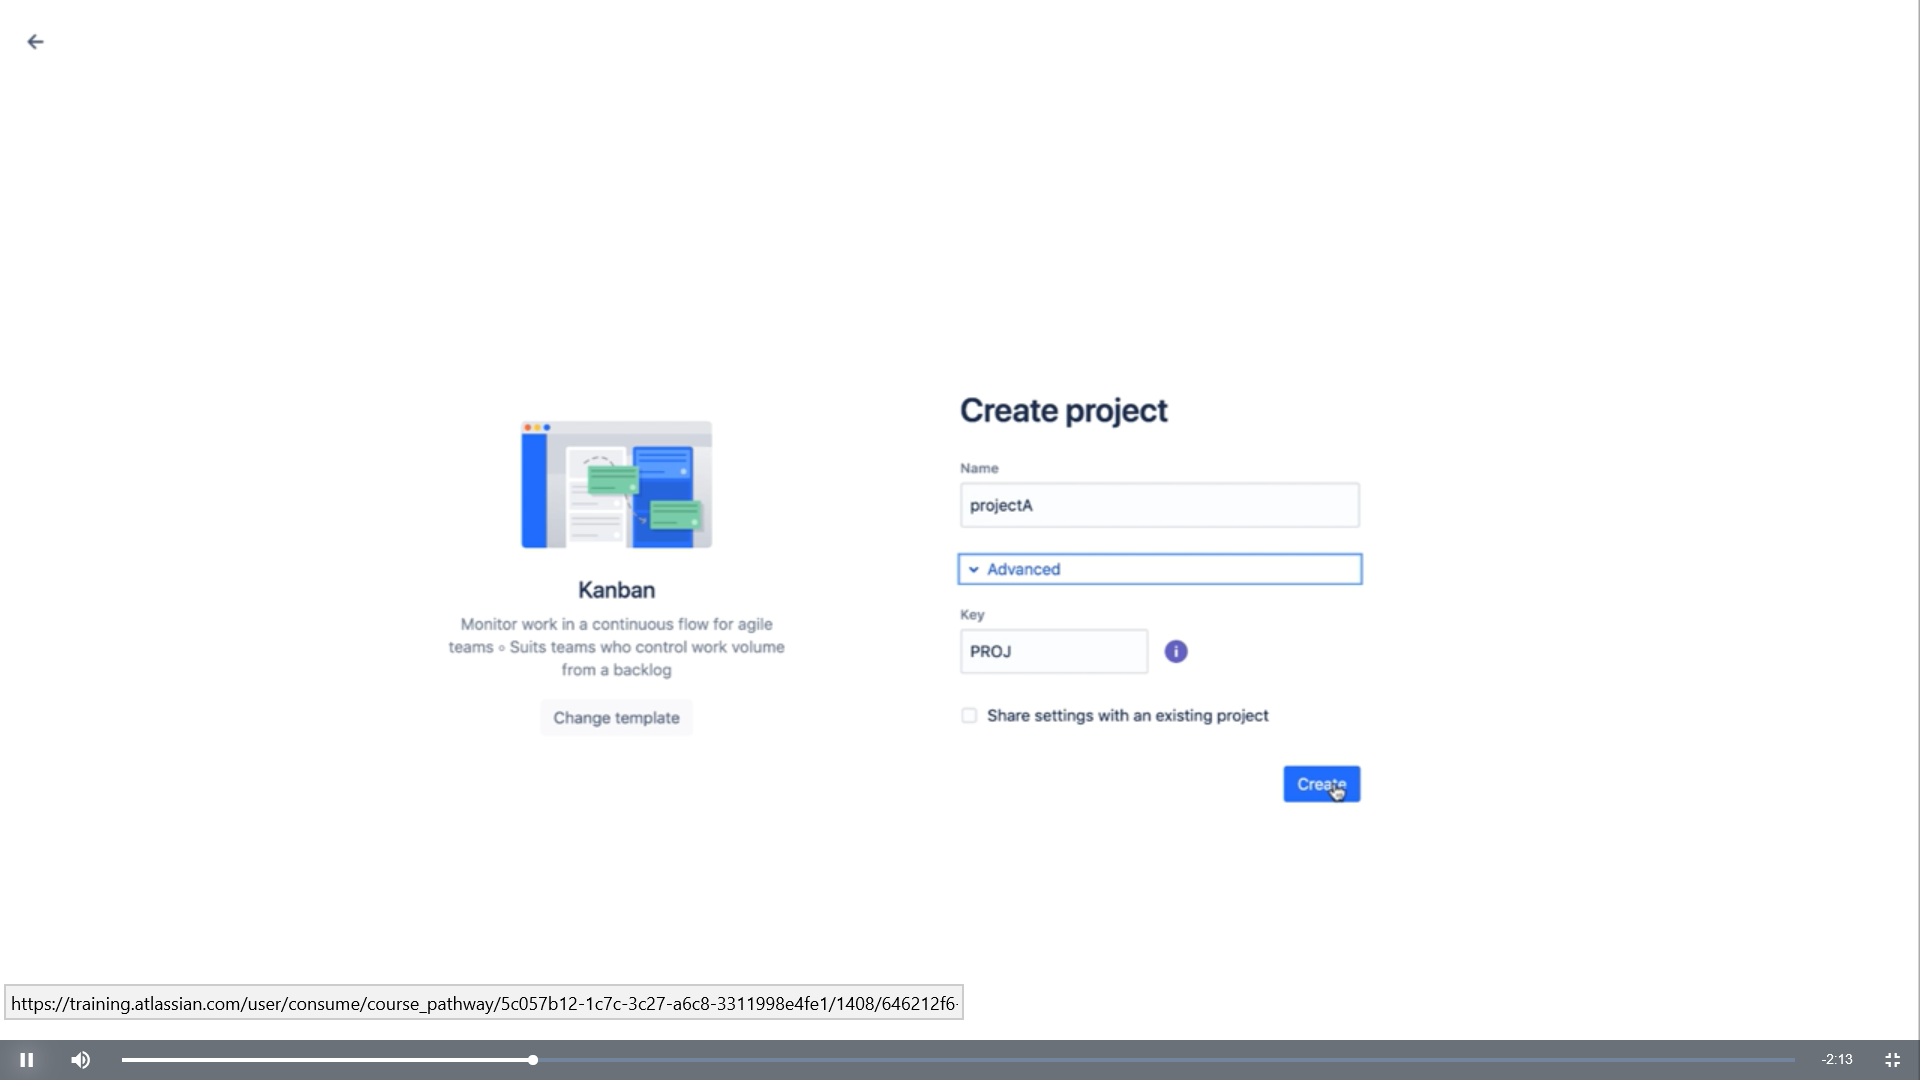 Create project
Name
projectA
Advanced
Key
PROJ
i
Share settings with an existing project
Create
Kanban
Monitor work in a continuous flow for agile
teams ∘ Suits teams who control work volume
from a backlog
Change template
https://training.atlassian.com/user/consume/course_pathway/5c057b12-1c7c-3c27-a6c8-3311998e4fe1/1408/646212f6-
-2:13